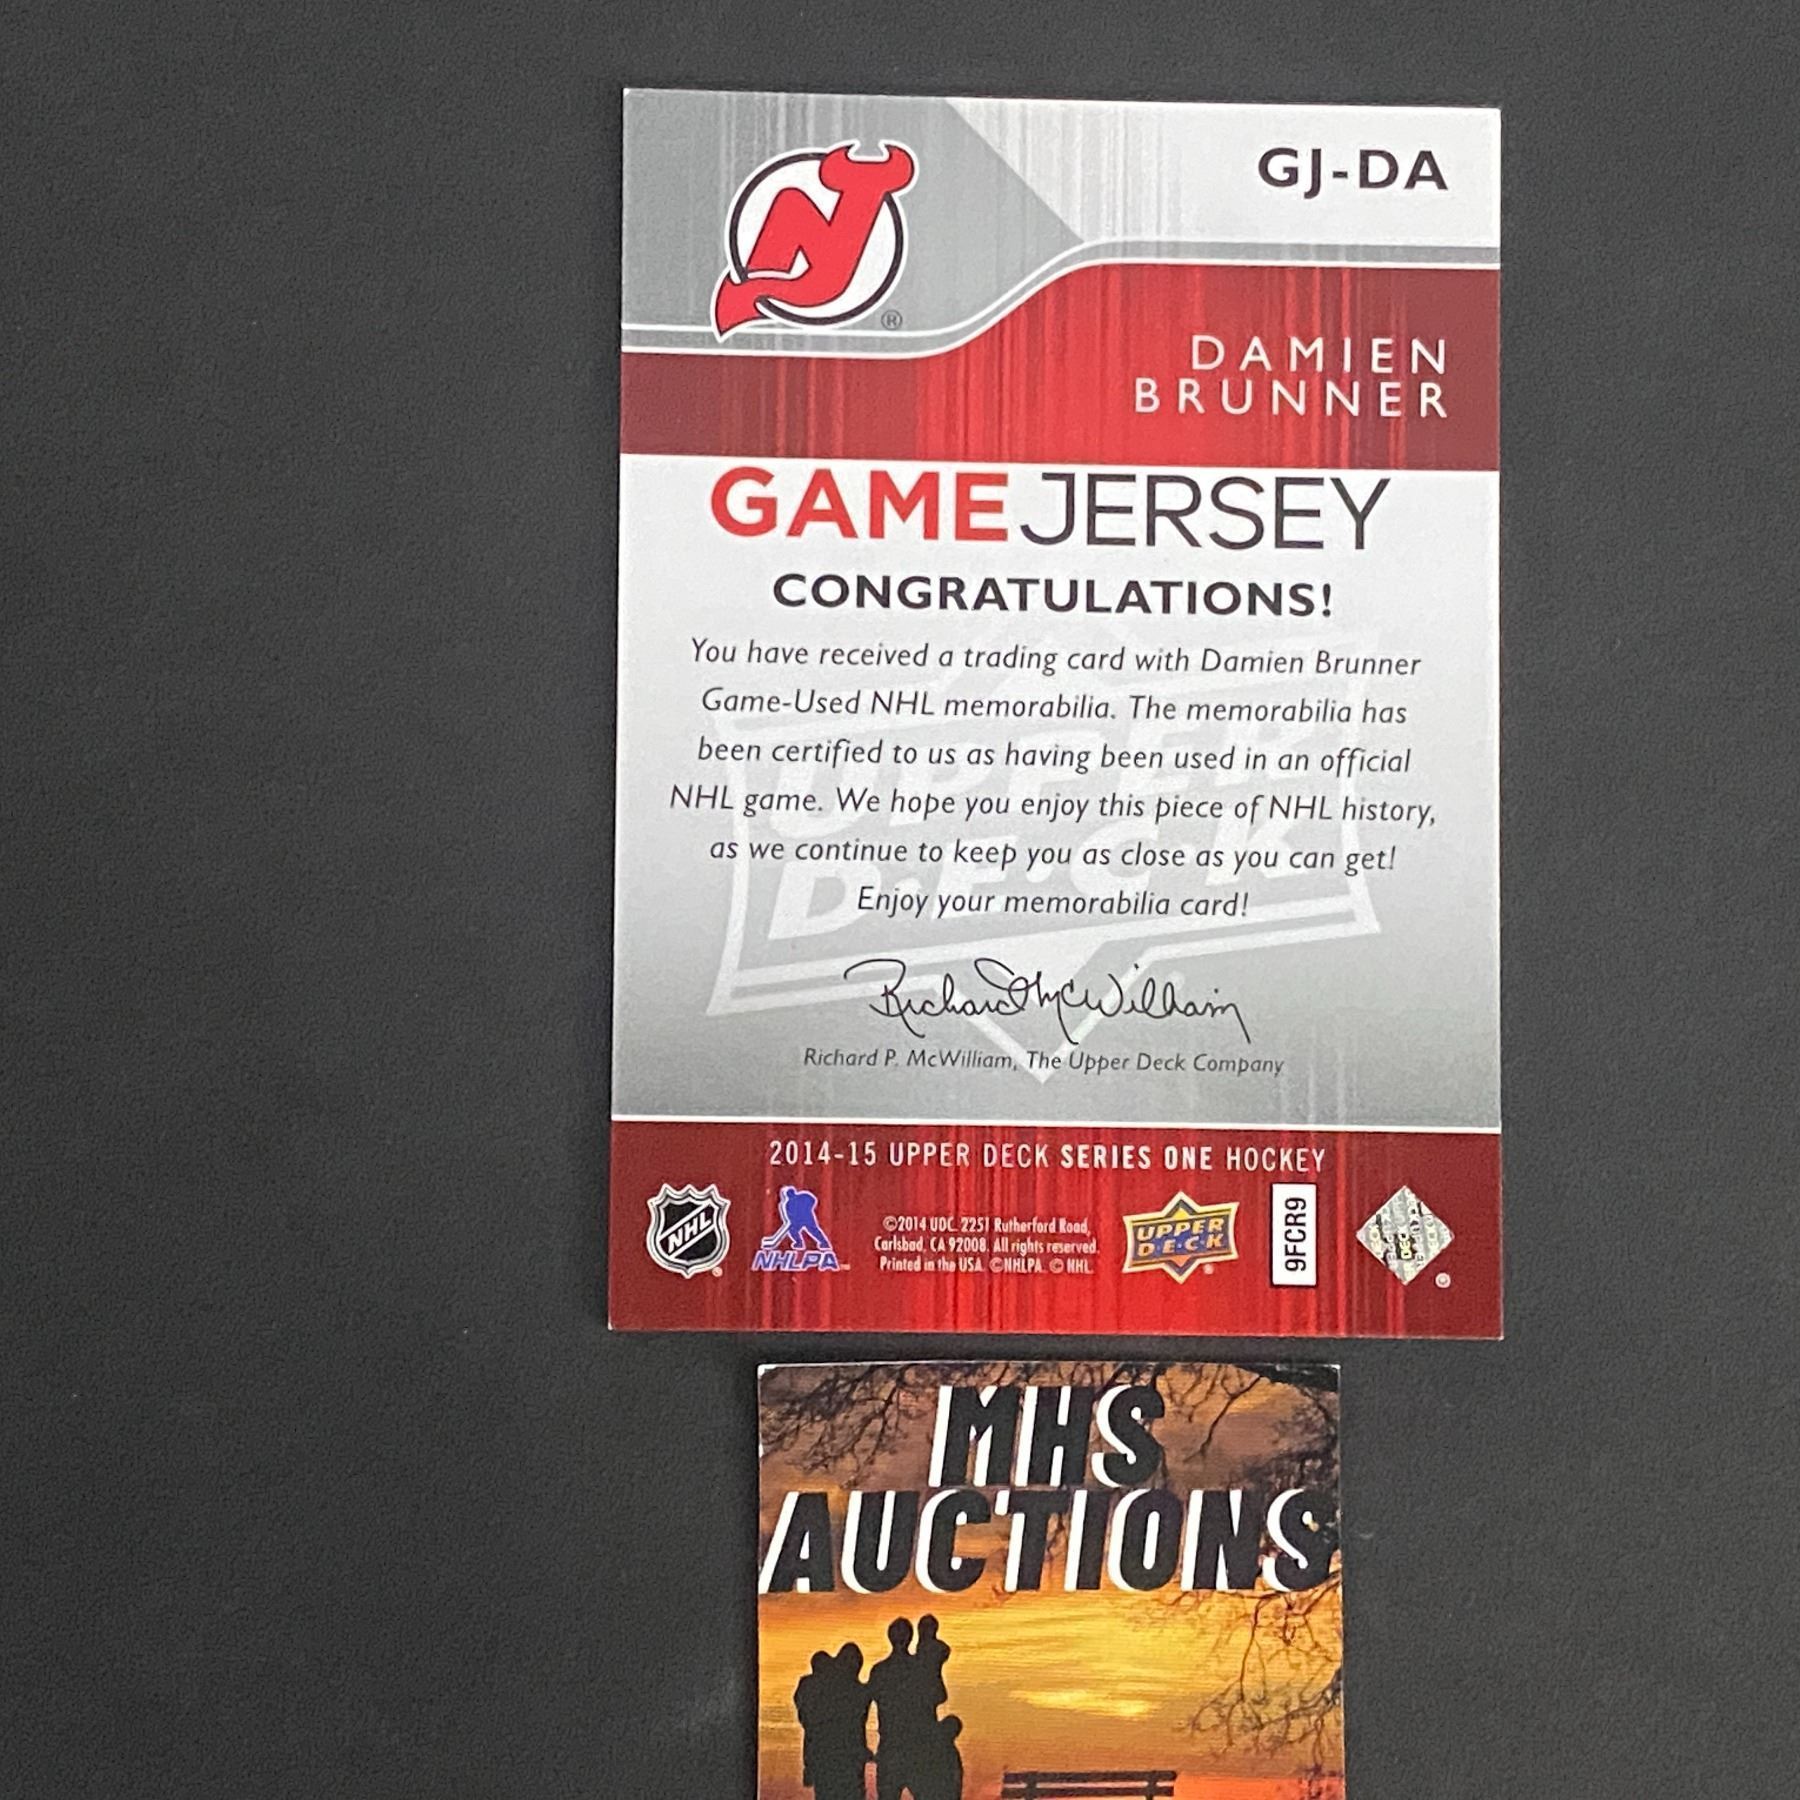 GJ-DA
®
DAMIEN
BRUNNER
GAMEJERSEY
CONGRATULATIONS!
You have received a trading card with Damien Brunner
Game-Used NHL memorabilia. The memorabilia has
been certified to us as having been used in an official
NHL game. We hope you enjoy this piece of NHL history,
as we continue to keep you as close as you can get!
Enjoy your memorabilia card!
UPPER
D·E·C·K
Richard McWilliam
Richard P. McWilliam, The Upper Deck Company
2014-15 UPPER DECK SERIES ONE HOCKEY
NHL
NHLPA
©2014 UDC. 2251 Rutherford Road,
Carlsbad, CA 92008. All rights reserved.
Printed in the USA. ©NHLPA. © NHL.
UPPER
D·E·C·K
9FCR9
MHS
AUCTIONS